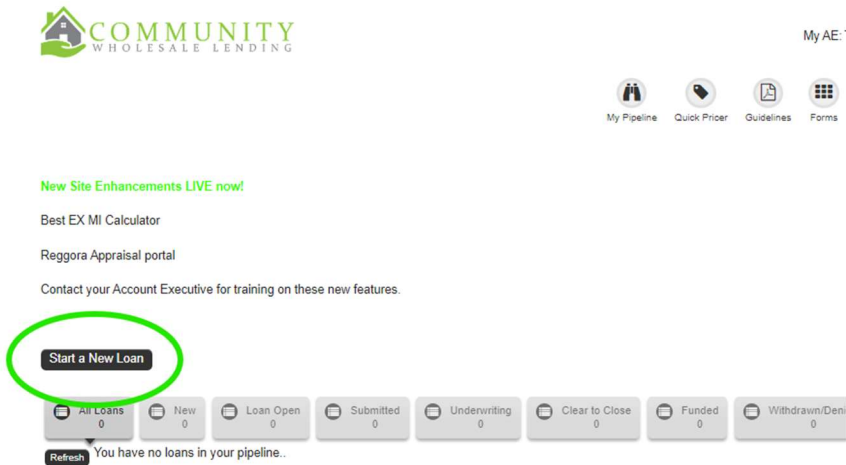 COMMUNITY
WHOLESALE LENDING
My AE:
My Pipeline
Quick Pricer
Guidelines
Forms
New Site Enhancements LIVE now!
Best EX MI Calculator
Reggora Appraisal portal
Contact your Account Executive for training on these new features.
Start a New Loan
All Loans
0
New
0
Loan Open
0
Submitted
0
Underwriting
0
Clear to Close
0
Funded
0
Withdrawn/Deni
0
Refresh
You have no loans in your pipeline..